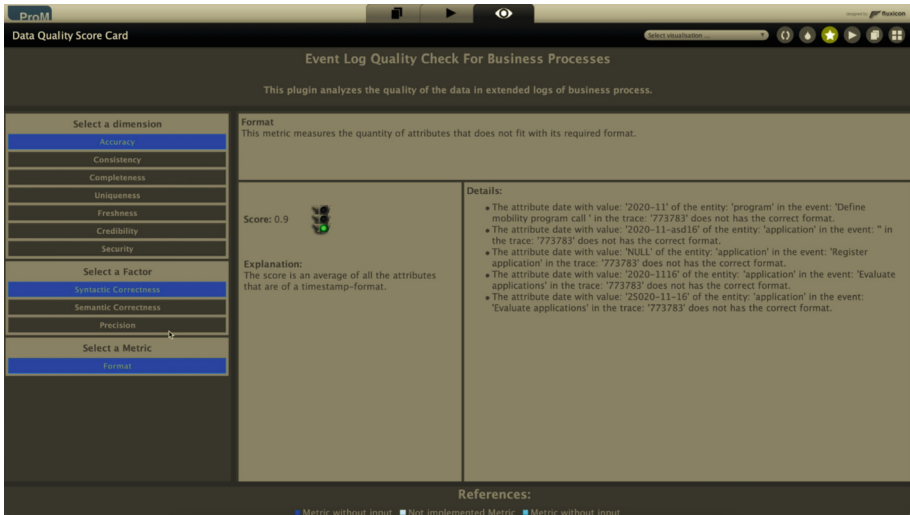 ProM
designed by fluxicon
Data Quality Score Card
Select visualisation ...
Event Log Quality Check For Business Processes
This plugin analyzes the quality of the data in extended logs of business process.
Select a dimension
Accuracy
Consistency
Completeness
Uniqueness
Freshness
Credibility
Security
Select a Factor
Syntactic Correctness
Semantic Correctness
Precision
Select a Metric
Format
Format
This metric measures the quantity of attributes that does not fit with its required format.
Score: 0.9
Explanation:
The score is an average of all the attributes
that are of a timestamp-format.
Details:
• The attribute date with value: '2020-11' of the entity: 'program' in the event: 'Define
mobility program call ' in the trace: '773783' does not has the correct format.
• The attribute date with value: '2020-11-asd16' of the entity: 'application' in the event: '' in
the trace: '773783' does not has the correct format.
• The attribute date with value: 'NULL' of the entity: 'application' in the event: 'Register
application' in the trace: '773783' does not has the correct format.
• The attribute date with value: '2020-1116' of the entity: 'application' in the event: 'Evaluate
applications' in the trace: '773783' does not has the correct format.
• The attribute date with value: '2S020-11-16' of the entity: 'application' in the event:
'Evaluate applications' in the trace: '773783' does not has the correct format.
References:
Metric without input Not implemented Metric Metric without input